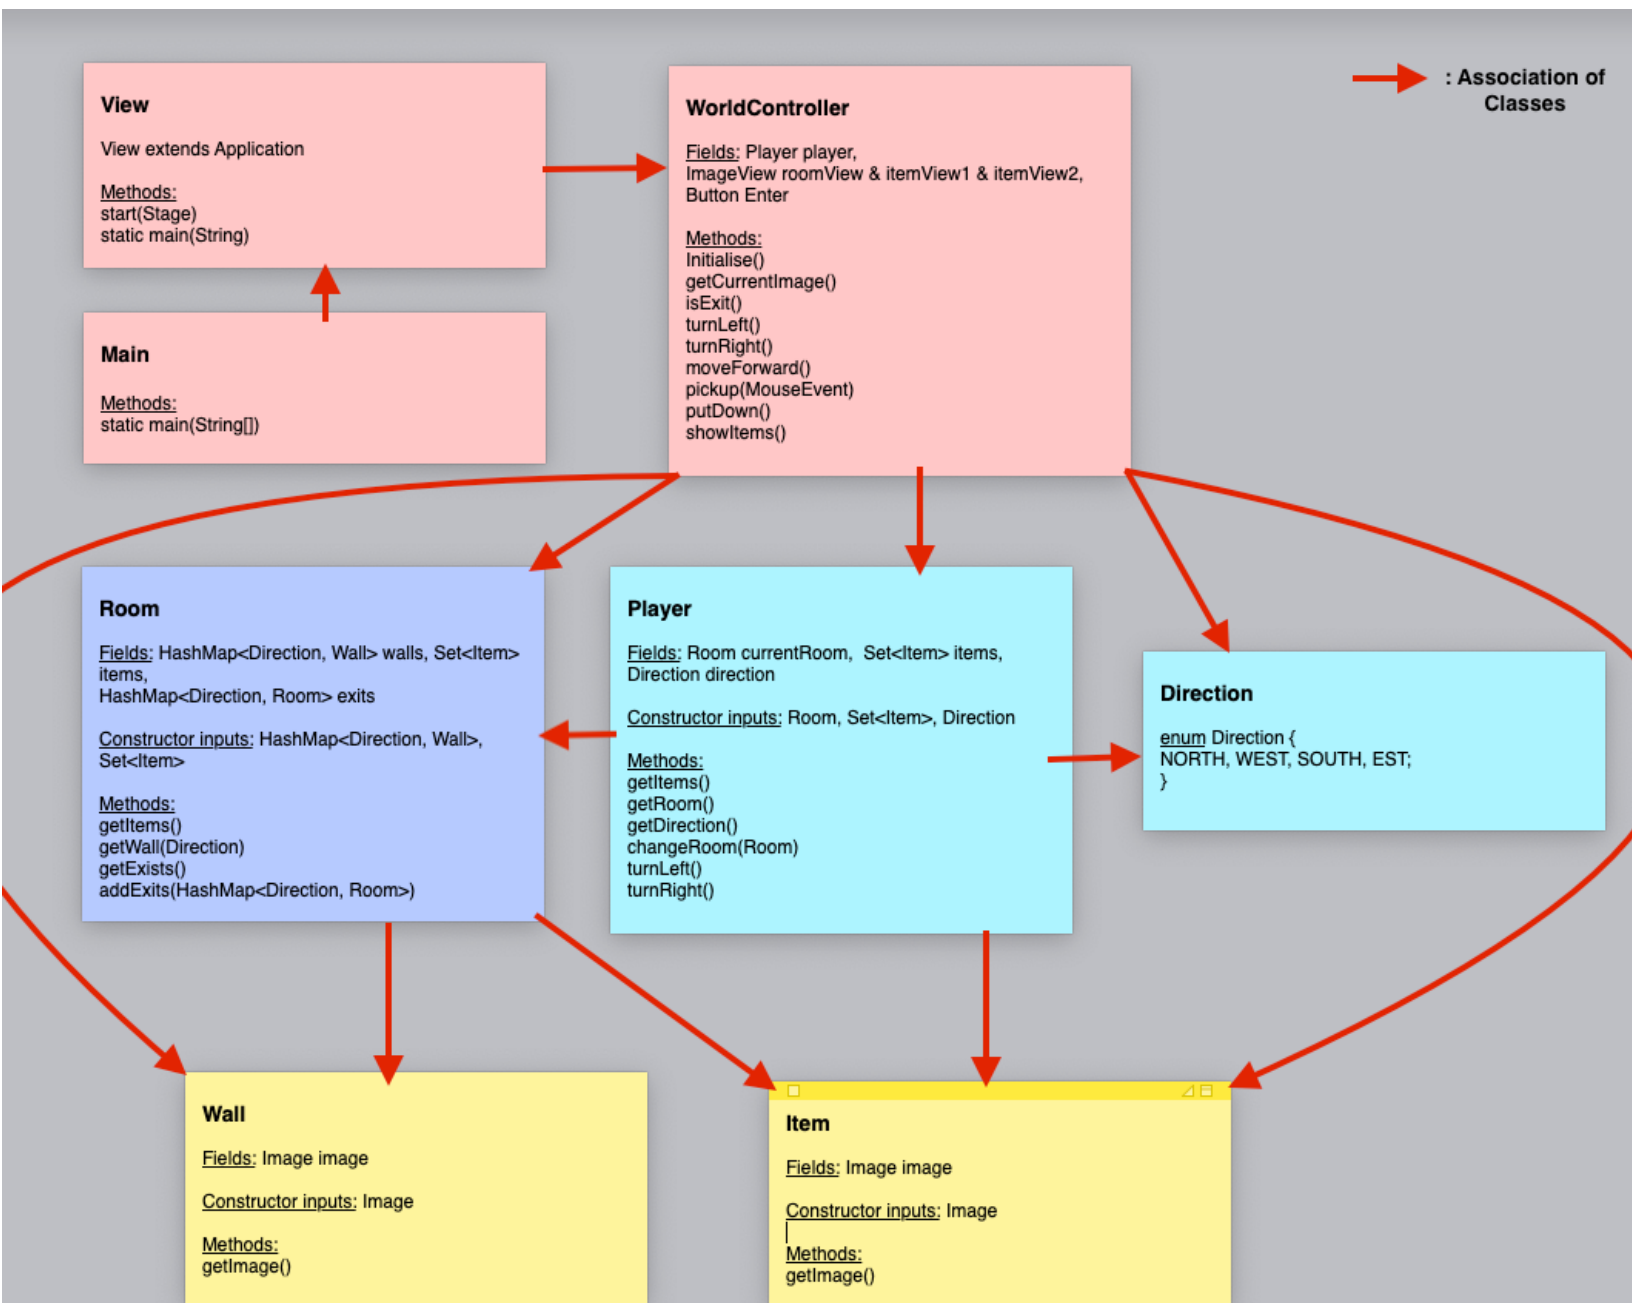 : Association of
Classes
View
View extends Application
Methods:
start(Stage)
static main(String)
WorldController
Fields: Player player,
ImageView roomView & itemView1 & itemView2,
Button Enter
Methods:
Initialise()
getCurrentImage()
isExit()
turnLeft()
turnRight()
moveForward()
pickup(MouseEvent)
putDown()
showItems()
Main
Methods:
static main(String[])
Room
Fields: HashMap<Direction, Wall> walls, Set<Item>
items,
HashMap<Direction, Room> exits
Constructor inputs: HashMap<Direction, Wall>,
Set<Item>
Methods:
getItems()
getWall(Direction)
getExists()
addExits(HashMap<Direction, Room>)
Player
Fields: Room currentRoom,  Set<Item> items,
Direction direction
Constructor inputs: Room, Set<Item>, Direction
Methods:
getItems()
getRoom()
getDirection()
changeRoom(Room)
turnLeft()
turnRight()
Direction
enum Direction {
NORTH, WEST, SOUTH, EST;
}
Wall
Fields: Image image
Constructor inputs: Image
Methods:
getImage()
Item
Fields: Image image
Constructor inputs: Image
Methods:
getImage()